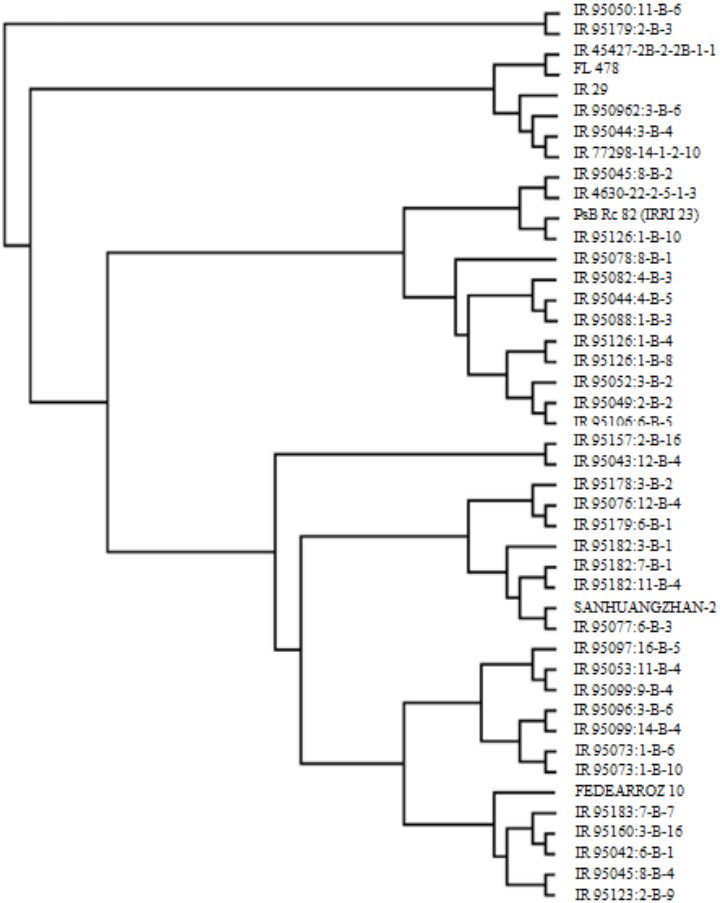 IR 95050:11-B-6
IR 95179:2-B-3
IR 45427-2B-2-2B-1-1
FL 478
IR 29
IR 950962:3-B-6
IR 95044:3-B-4
IR 77298-14-1-2-10
IR 95045:8-B-2
IR 4630-22-2-5-1-3
PsB Rc 82 (IRRI 23)
IR 95126:1-B-10
IR 95078:8-B-1
IR 95082:4-B-3
IR 95044:4-B-5
IR 95088:1-B-3
IR 95126:1-B-4
IR 95126:1-B-8
IR 95052:3-B-2
IR 95049:2-B-2
IR 95106:6-B-5
IR 95157:2-B-16
IR 95043:12-B-4
IR 95178:3-B-2
IR 95076:12-B-4
IR 95179:6-B-1
IR 95182:3-B-1
IR 95182:7-B-1
IR 95182:11-B-4
SANHUANGZHAN-2
IR 95077:6-B-3
IR 95097:16-B-5
IR 95053:11-B-4
IR 95099:9-B-4
IR 95096:3-B-6
IR 95099:14-B-4
IR 95073:1-B-6
IR 95073:1-B-10
FEDEARROZ 10
IR 95183:7-B-7
IR 95160:3-B-16
IR 95042:6-B-1
IR 95045:8-B-4
IR 95123:2-B-9